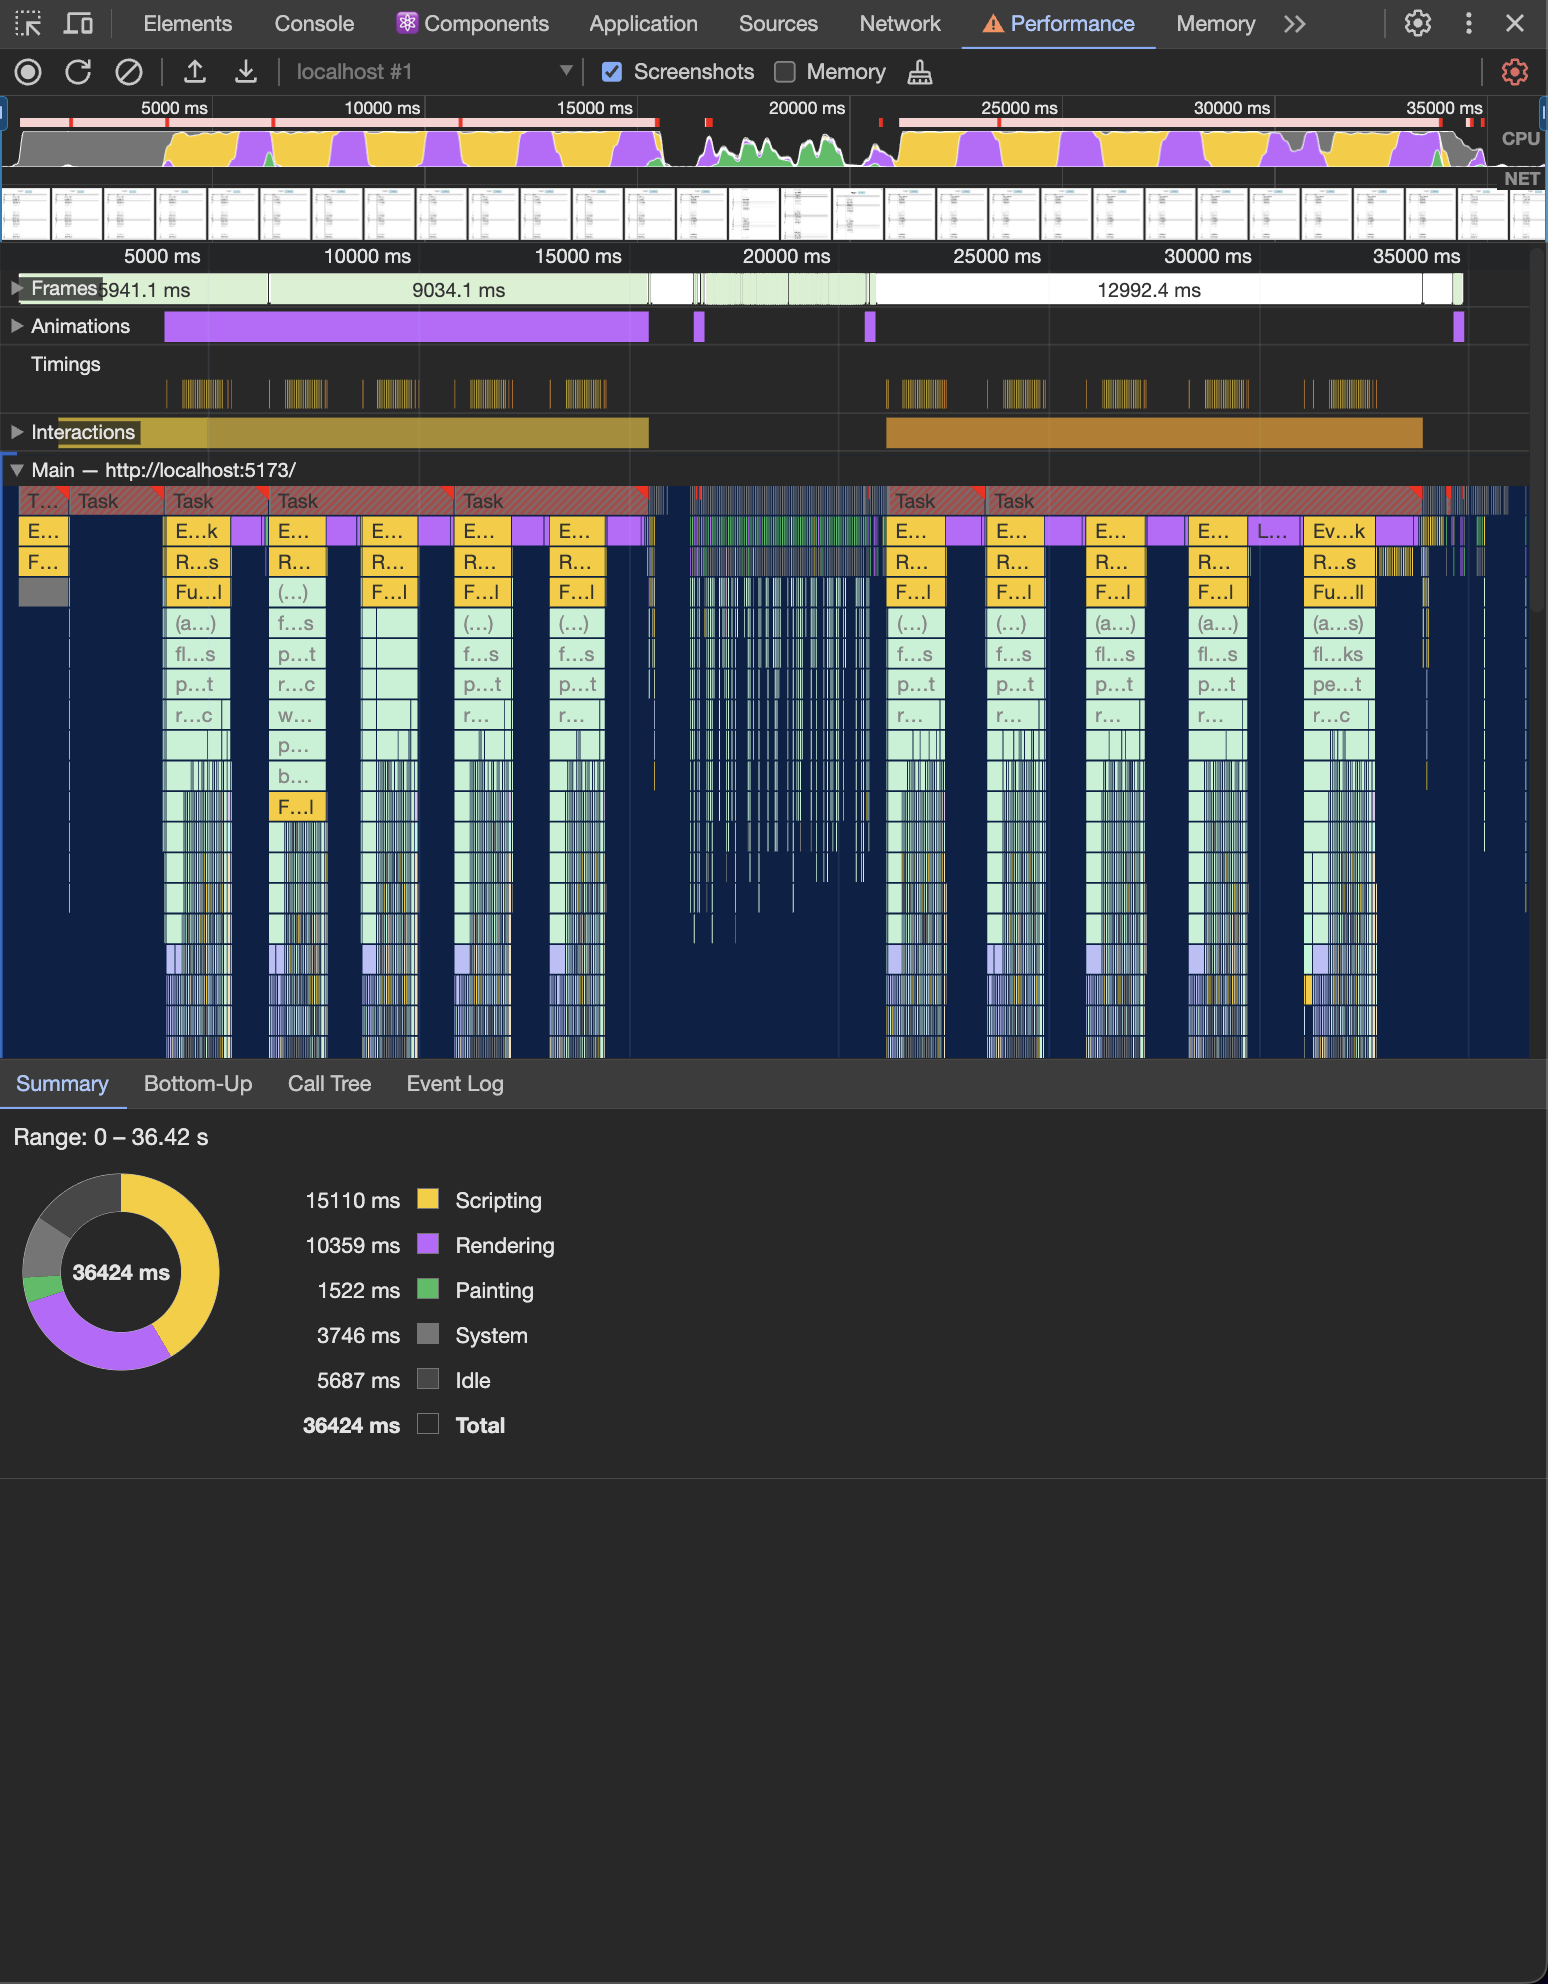 Elements Console Components Application Sources Network Performance Memory
localhost #1 Screenshots Memory
5000 ms 10000 ms 15000 ms 20000 ms 25000 ms 30000 ms 35000 ms
CPU
NET
5000 ms 10000 ms 15000 ms 20000 ms 25000 ms 30000 ms 35000 ms
Frames 5941.1 ms 9034.1 ms 12992.4 ms
Animations
Timings
Interactions
Main — http://localhost:5173/
T... Task Task Task Task Task Task
E... E...k E... E... E... E... E... E... E... E... L... Ev...k
F... R...s R... R... R... R... R... R... R... R... R...s
Fu...l (...) F...l F...l F...l F...l F...l F...l F...l Fu...ll
(a...) f...s (...) (...) (...) (...) (a...) (a...) (a...s)
fl...s p...t f...s f...s f...s f...s fl...s fl...s fl...ks
p...t r...c p...t p...t p...t p...t p...t p...t pe...t
r...c w... r... r... r... r... r... r... r...c
p...
b...
F...l
Summary Bottom-Up Call Tree Event Log
Range: 0 – 36.42 s
36424 ms
15110 ms Scripting
10359 ms Rendering
1522 ms Painting
3746 ms System
5687 ms Idle
36424 ms Total